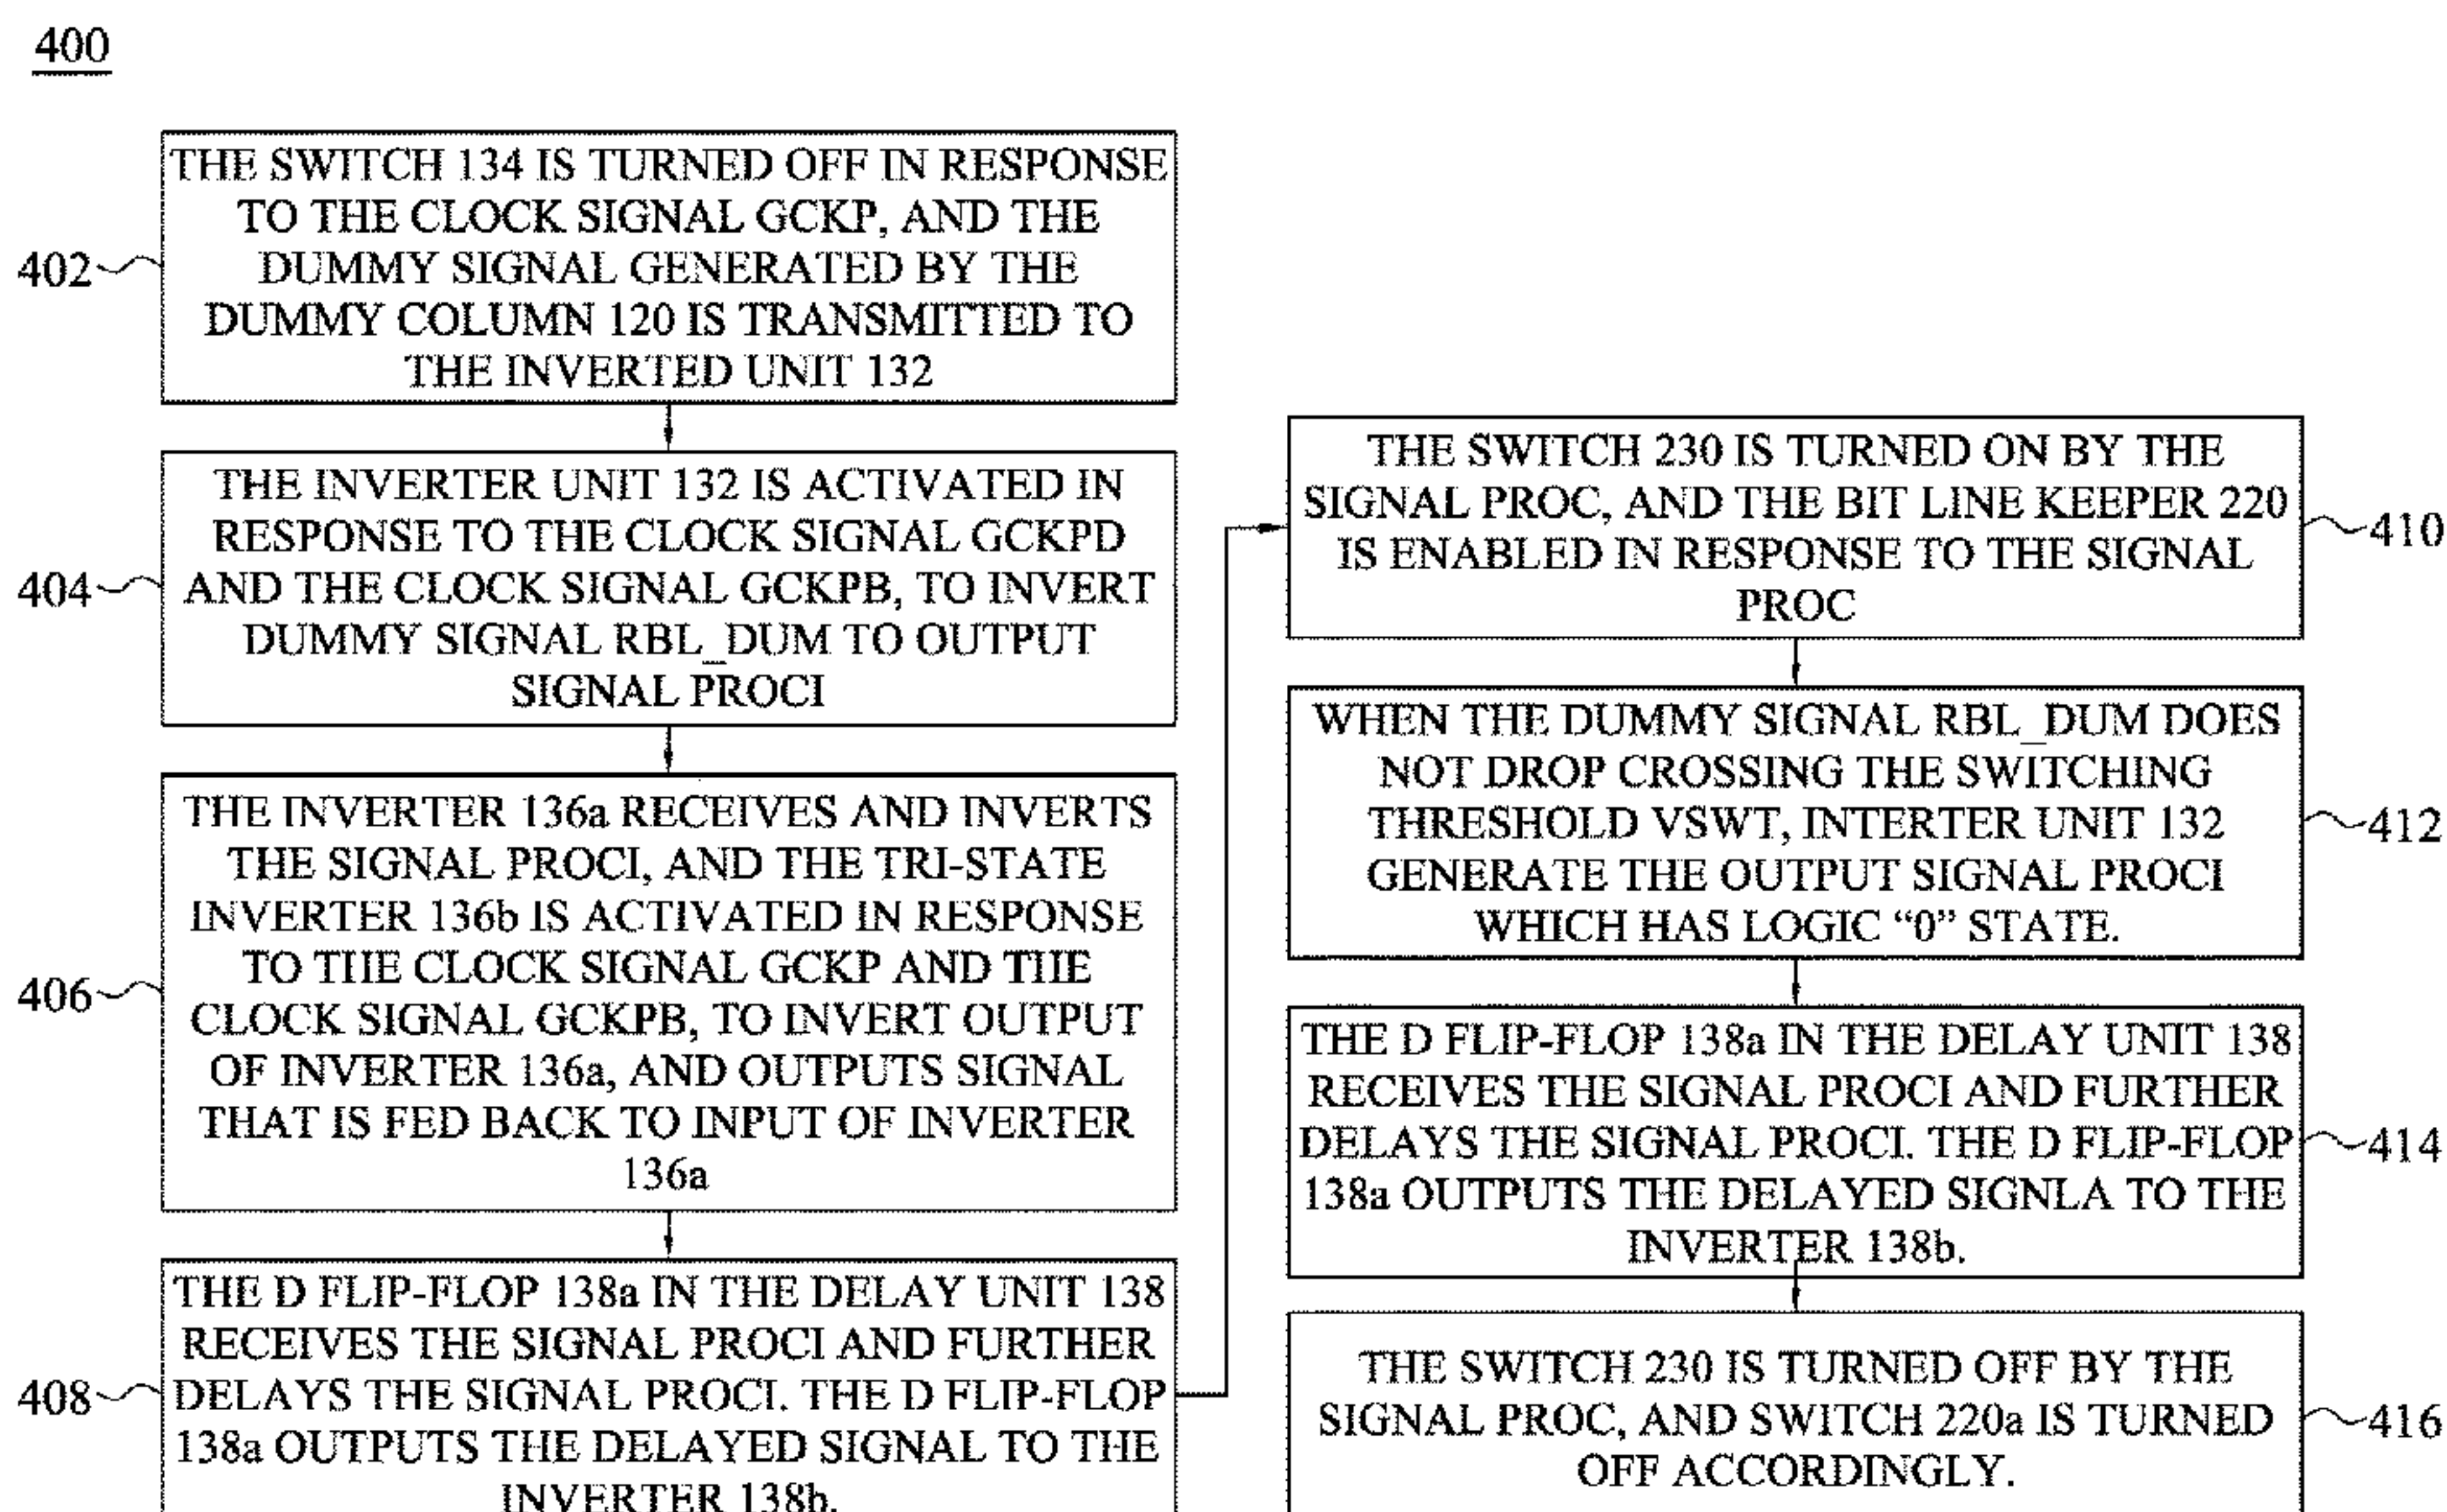 400
402
THE SWITCH 134 IS TURNED OFF IN RESPONSE
TO THE CLOCK SIGNAL GCKP, AND THE
DUMMY SIGNAL GENERATED BY THE
DUMMY COLUMN 120 IS TRANSMITTED TO
THE INVERTED UNIT 132
404
THE INVERTER UNIT 132 IS ACTIVATED IN
RESPONSE TO THE CLOCK SIGNAL GCKPD
AND THE CLOCK SIGNAL GCKPB, TO INVERT
DUMMY SIGNAL RBL_DUM TO OUTPUT
SIGNAL PROCI
406
THE INVERTER 136a RECEIVES AND INVERTS
THE SIGNAL PROCI, AND THE TRI-STATE
INVERTER 136b IS ACTIVATED IN RESPONSE
TO THE CLOCK SIGNAL GCKP AND THE
CLOCK SIGNAL GCKPB, TO INVERT OUTPUT
OF INVERTER 136a, AND OUTPUTS SIGNAL
THAT IS FED BACK TO INPUT OF INVERTER
136a
408
THE D FLIP-FLOP 138a IN THE DELAY UNIT 138
RECEIVES THE SIGNAL PROCI AND FURTHER
DELAYS THE SIGNAL PROCI. THE D FLIP-FLOP
138a OUTPUTS THE DELAYED SIGNAL TO THE
INVERTER 138b.
THE SWITCH 230 IS TURNED ON BY THE
SIGNAL PROC, AND THE BIT LINE KEEPER 220
IS ENABLED IN RESPONSE TO THE SIGNAL
PROC
410
WHEN THE DUMMY SIGNAL RBL_DUM DOES
NOT DROP CROSSING THE SWITCHING
THRESHOLD VSWT, INTERTER UNIT 132
GENERATE THE OUTPUT SIGNAL PROCI
WHICH HAS LOGIC “0” STATE.
412
THE D FLIP-FLOP 138a IN THE DELAY UNIT 138
RECEIVES THE SIGNAL PROCI AND FURTHER
DELAYS THE SIGNAL PROCI. THE D FLIP-FLOP
138a OUTPUTS THE DELAYED SIGNLA TO THE
INVERTER 138b.
414
THE SWITCH 230 IS TURNED OFF BY THE
SIGNAL PROC, AND SWITCH 220a IS TURNED
OFF ACCORDINGLY.
416